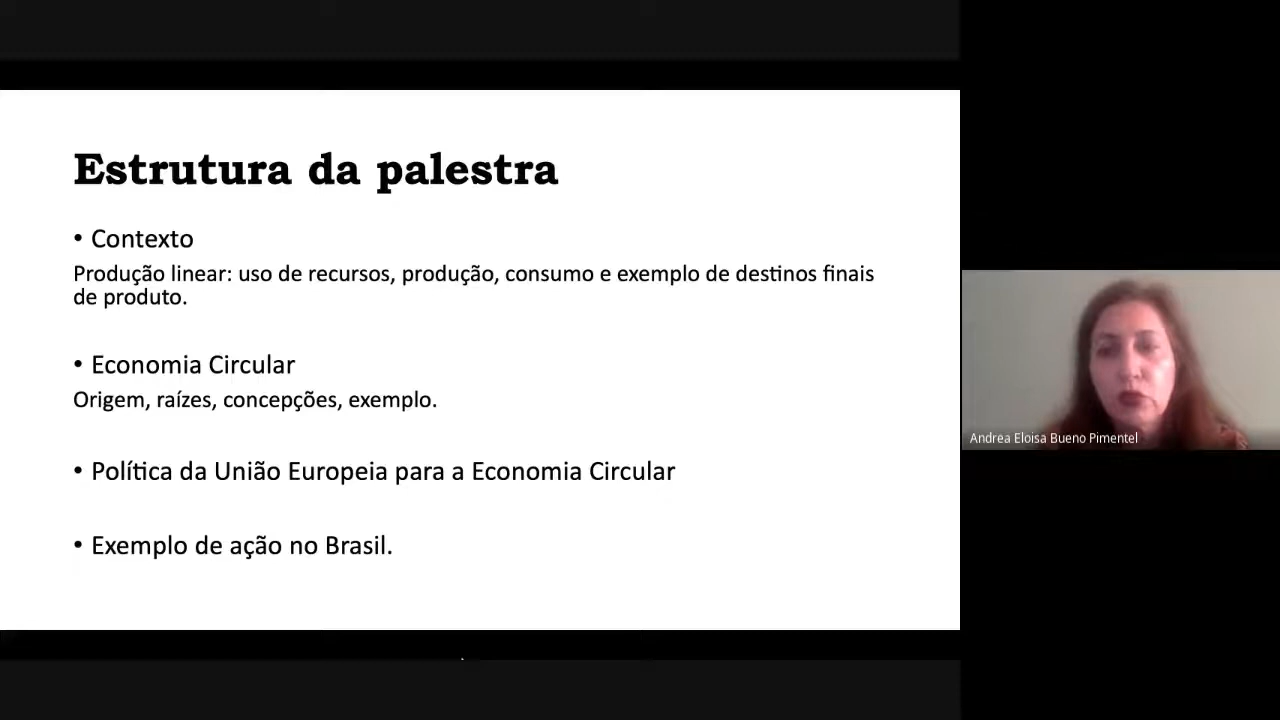 Estrutura da palestra
• Contexto
Produção linear: uso de recursos, produção, consumo e exemplo de destinos finais
de produto.
• Economia Circular
Origem, raízes, concepções, exemplo.
• Política da União Europeia para a Economia Circular
• Exemplo de ação no Brasil.
Andrea Eloisa Bueno Pimentel